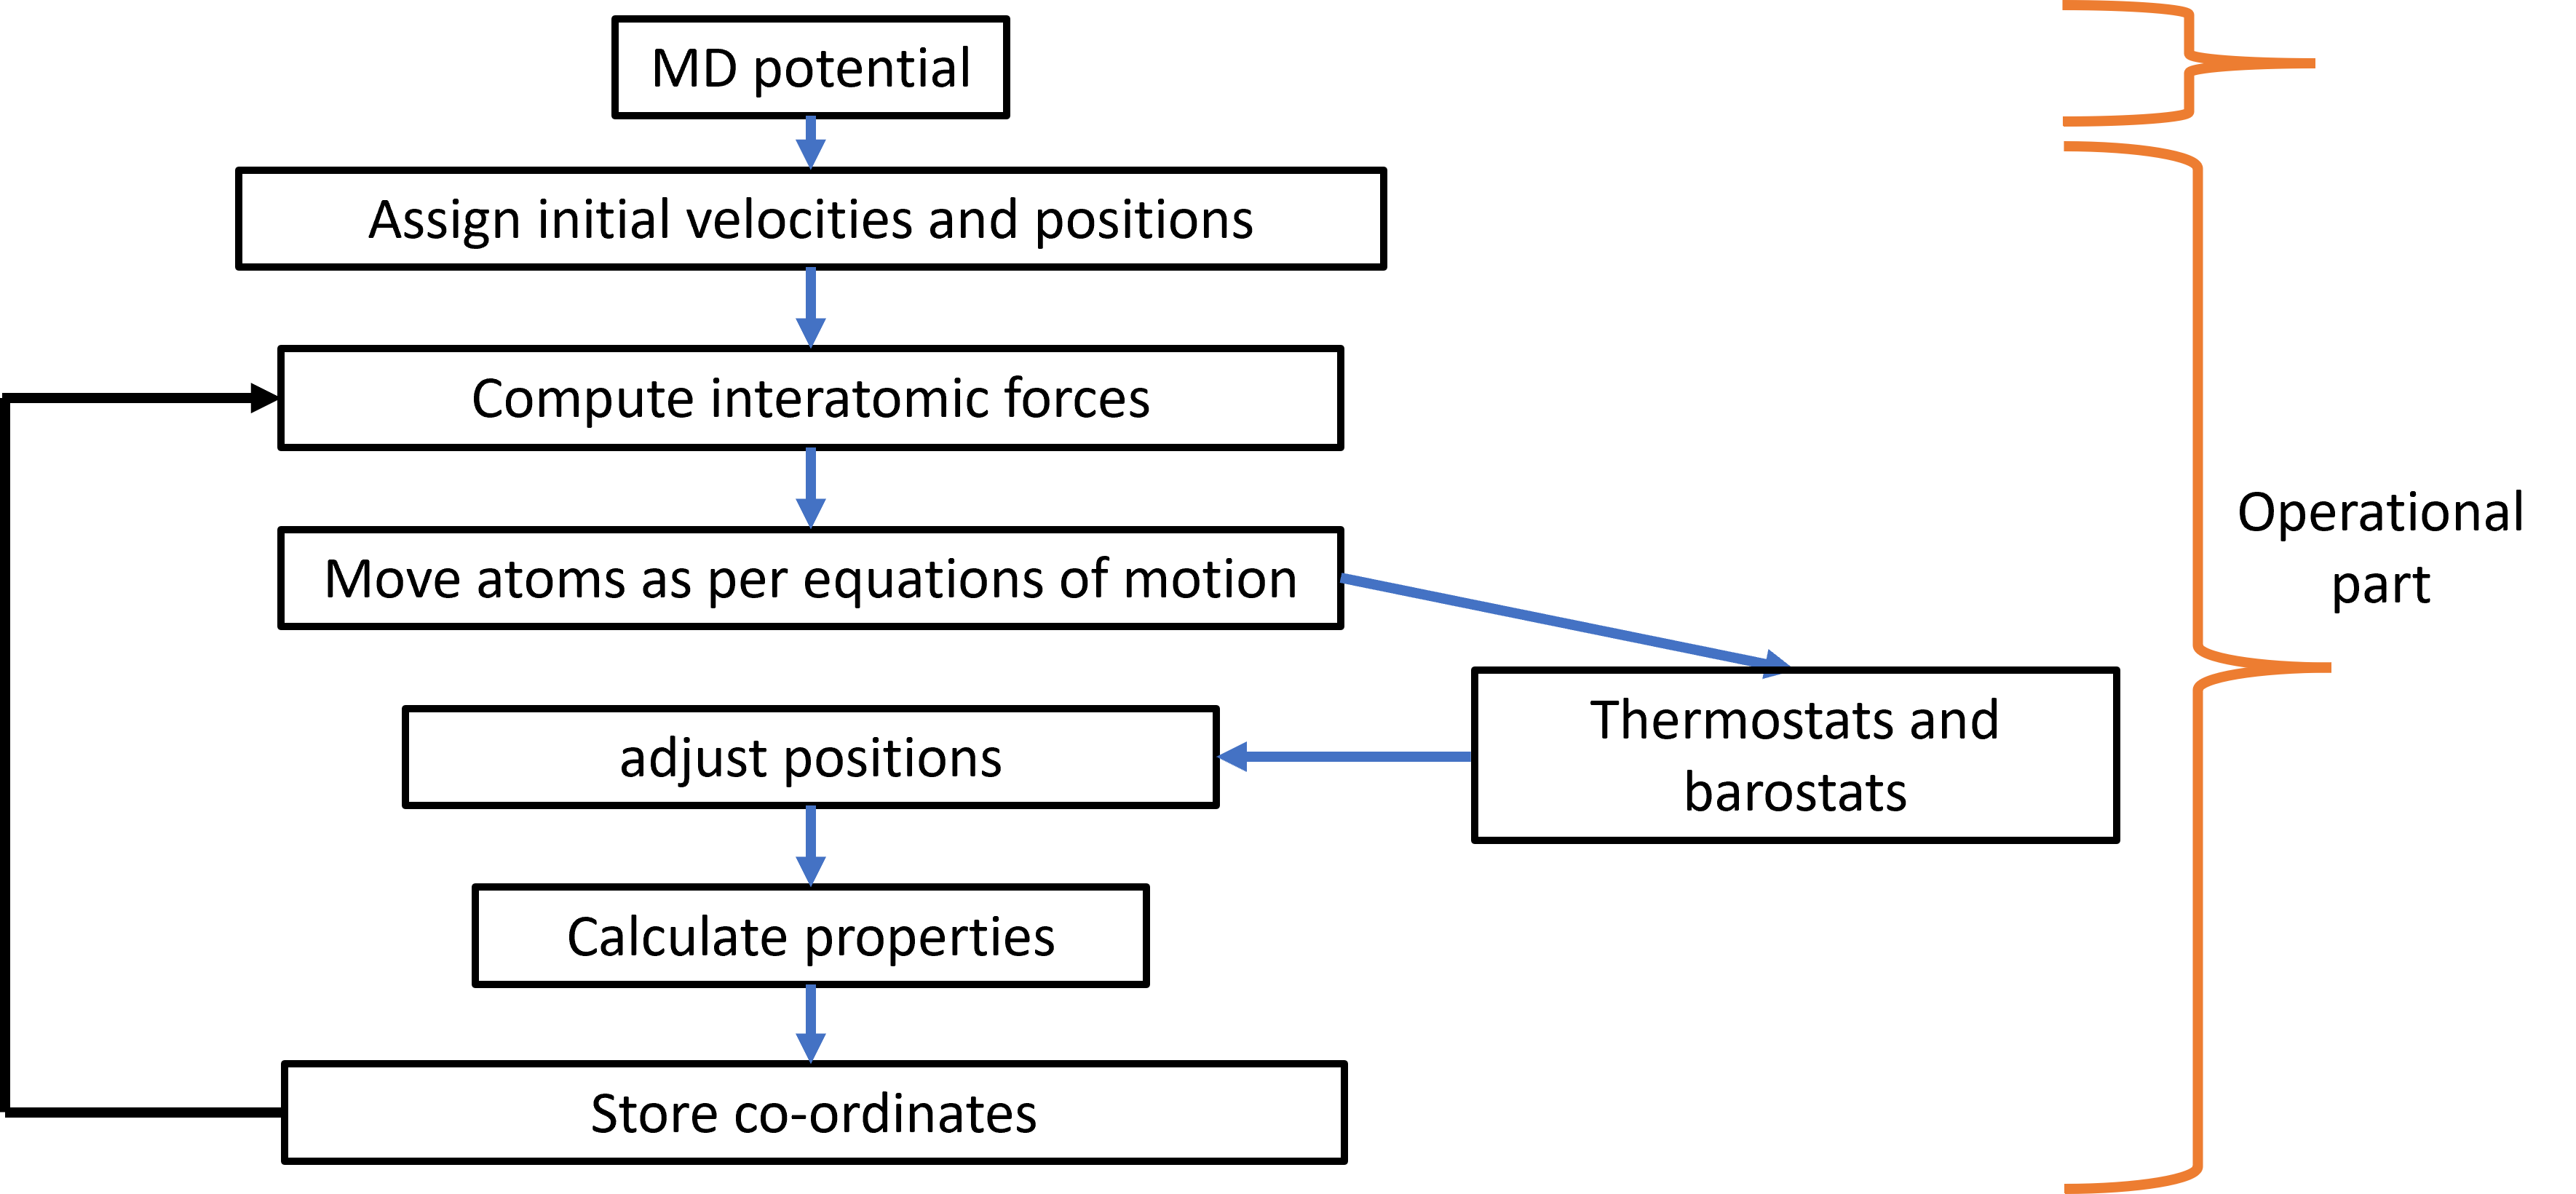 MD potential
Assign initial velocities and positions
Compute interatomic forces
Move atoms as per equations of motion
Thermostats and
barostats
adjust positions
Calculate properties
Store co-ordinates
Operational
part